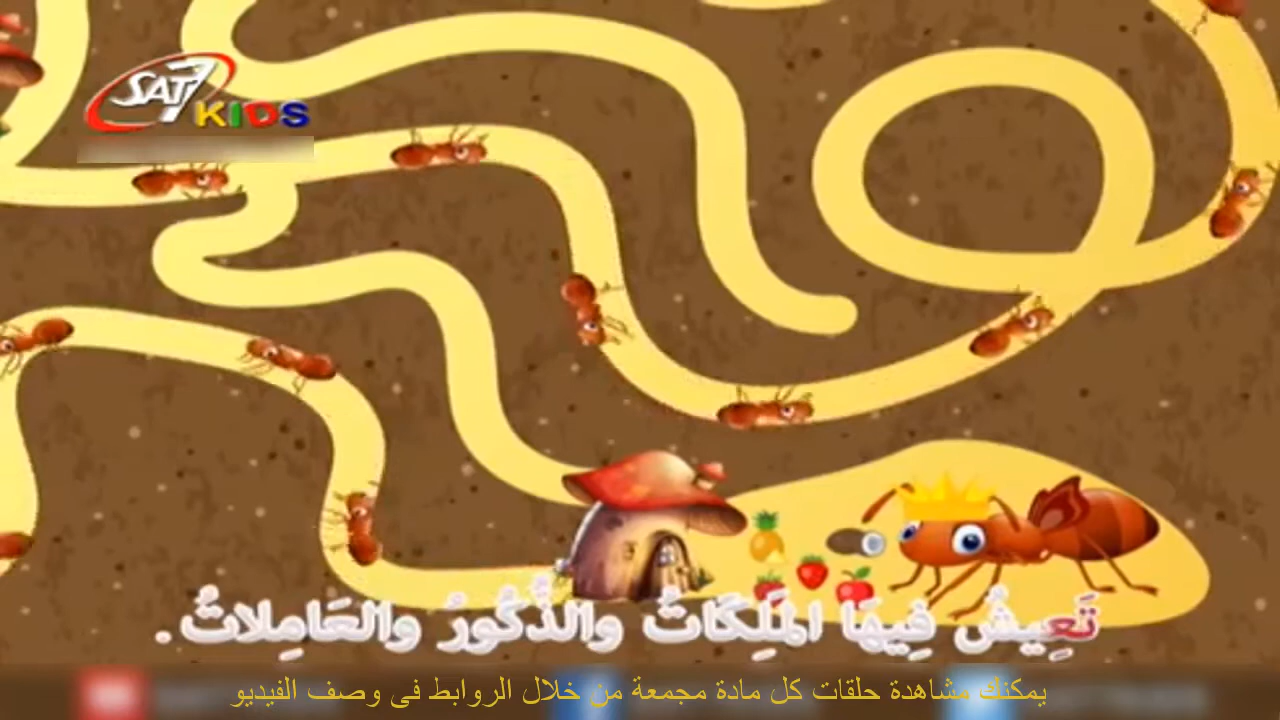 SAT7
KIDS
تَعِيشُ فِيهَا المَلِكَاتُ والذُّكُورُ والعَامِلاتُ.
يمكنك مشاهدة حلقات كل مادة مجمعة من خلال الروابط فى وصف الفيديو